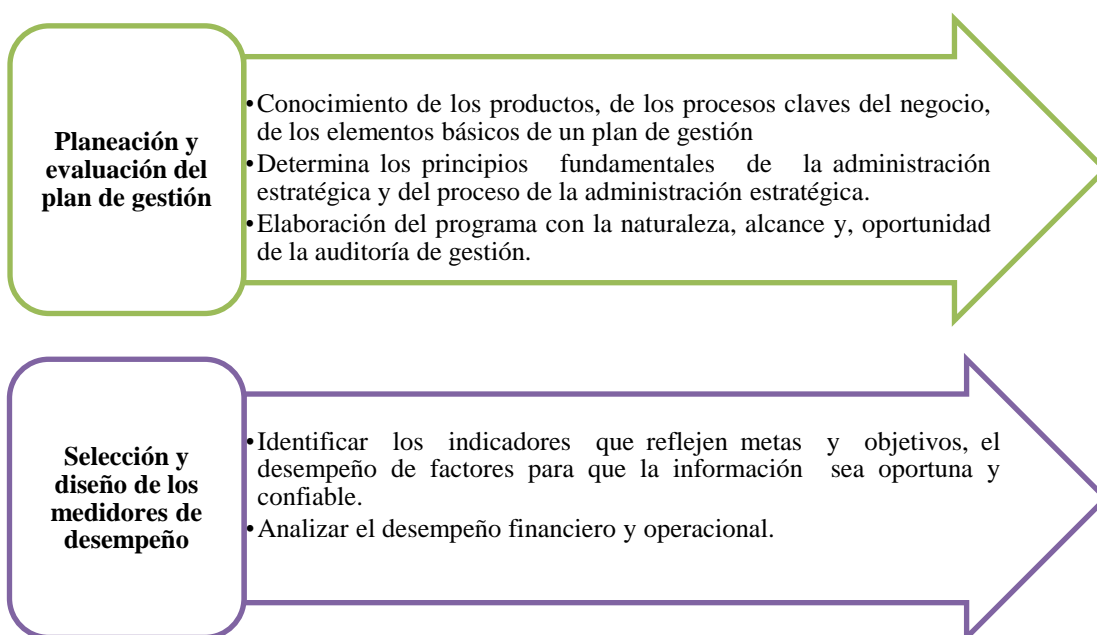 Planeación y
evaluación del
plan de gestión
•Conocimiento de los productos, de los procesos claves del negocio,
de los elementos básicos de un plan de gestión
•Determina los principios fundamentales de la administración
estratégica y del proceso de la administración estratégica.
•Elaboración del programa con la naturaleza, alcance y, oportunidad
de la auditoría de gestión.
Selección y
diseño de los
medidores de
desempeño
•Identificar los indicadores que reflejen metas y objetivos, el
desempeño de factores para que la información sea oportuna y
confiable.
•Analizar el desempeño financiero y operacional.